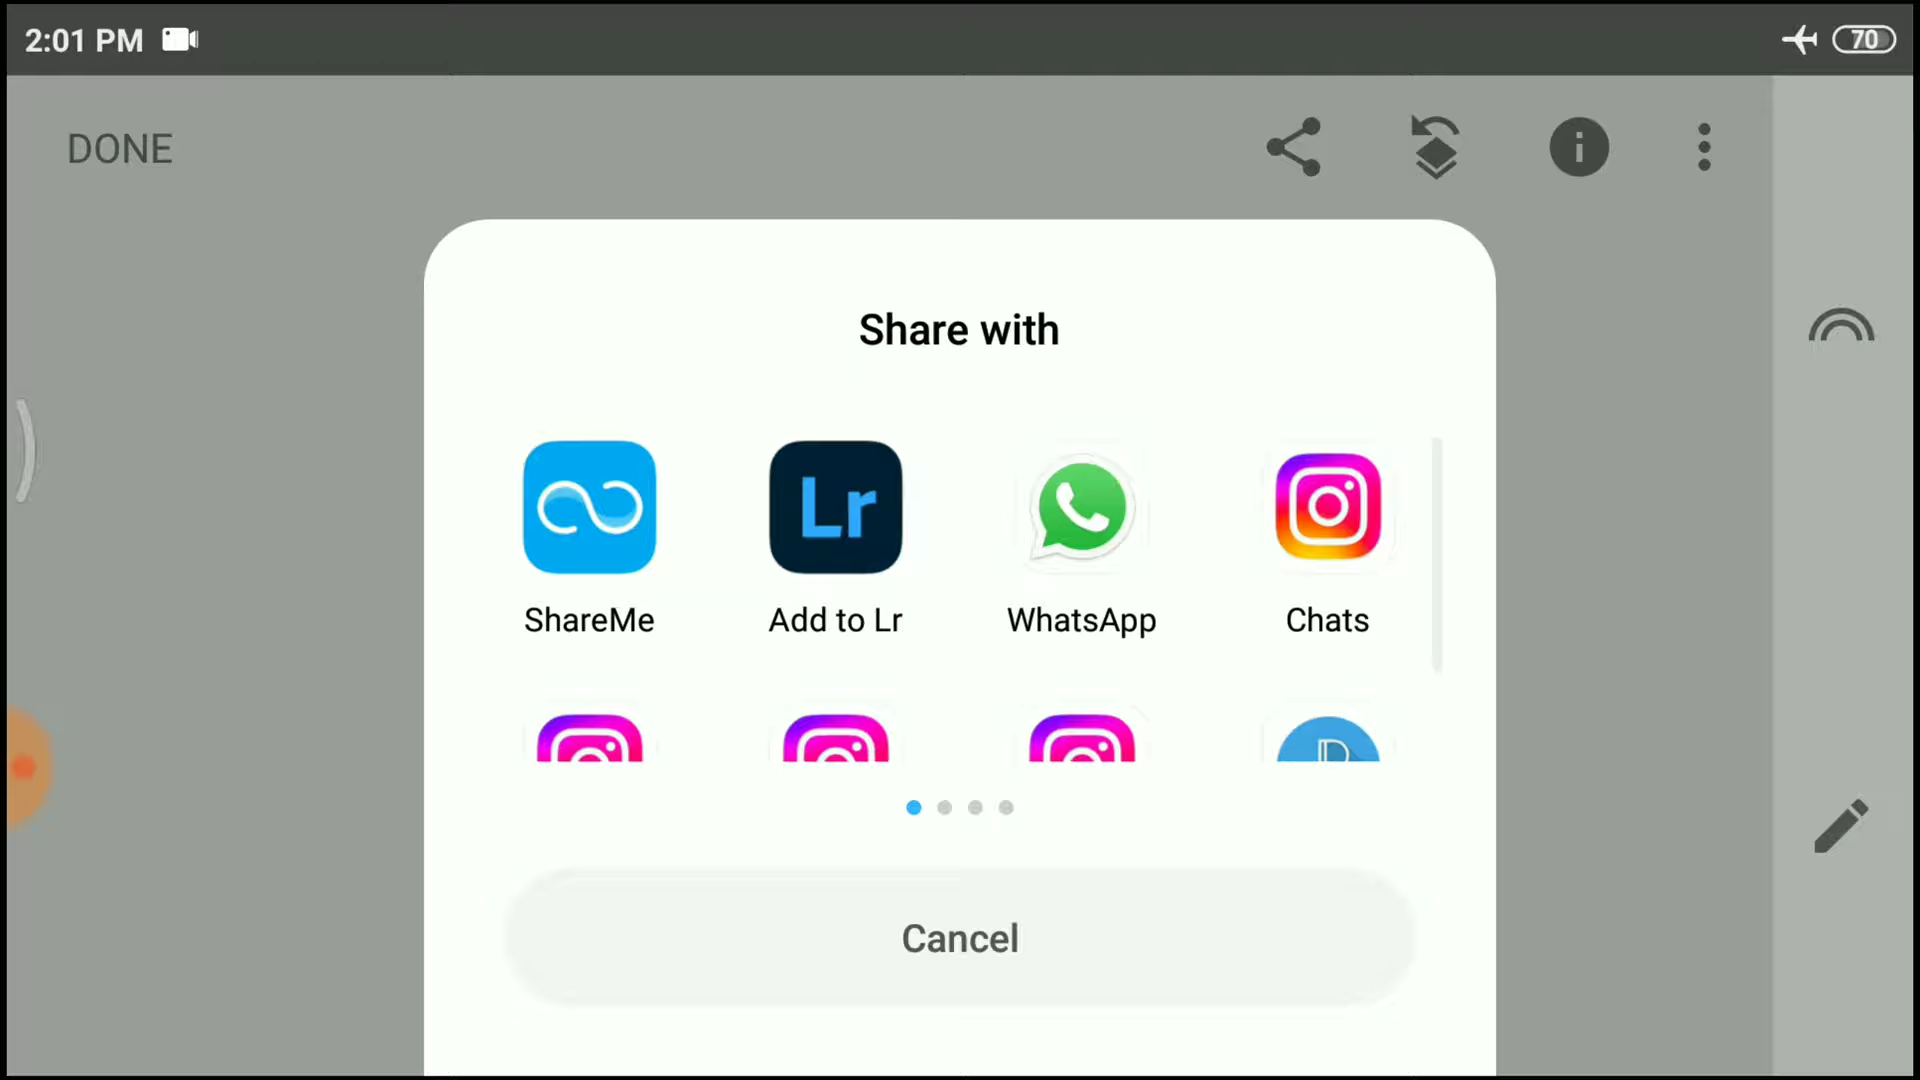 2:01 PM
70
DONE
Share with
Lr
ShareMe
Add to Lr
WhatsApp
Chats
Cancel